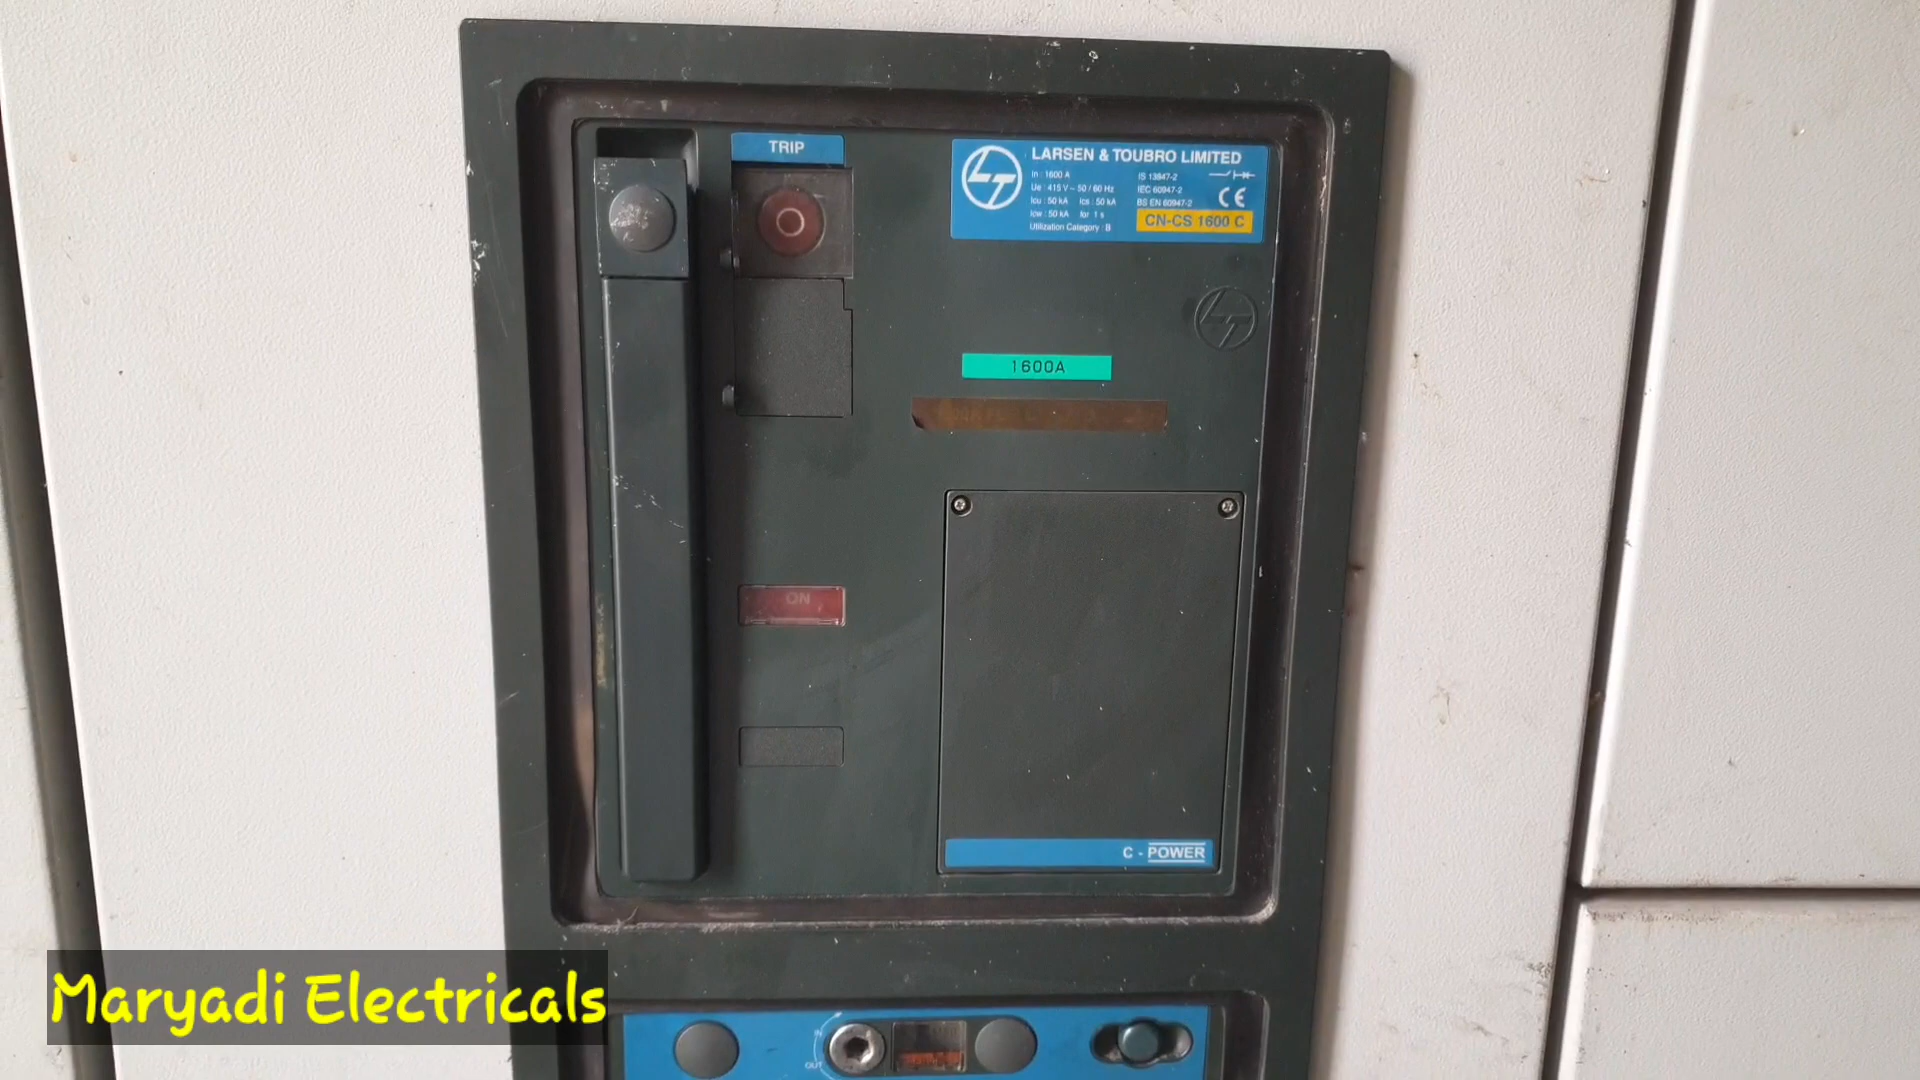 TRIP
LARSEN & TOUBRO LIMITED
In : 1600 A
Ue : 415 V ~ 50 / 60 Hz
Icu : 50 kA Ics : 50 kA
Icw : 50 kA for 1 s
Utilization Category : B
IS 13947-2
IEC 60947-2
BS EN 60947-2
CE
CN-CS 1600 C
1600A
ON
C - POWER
IN
OUT
Maryadi Electricals